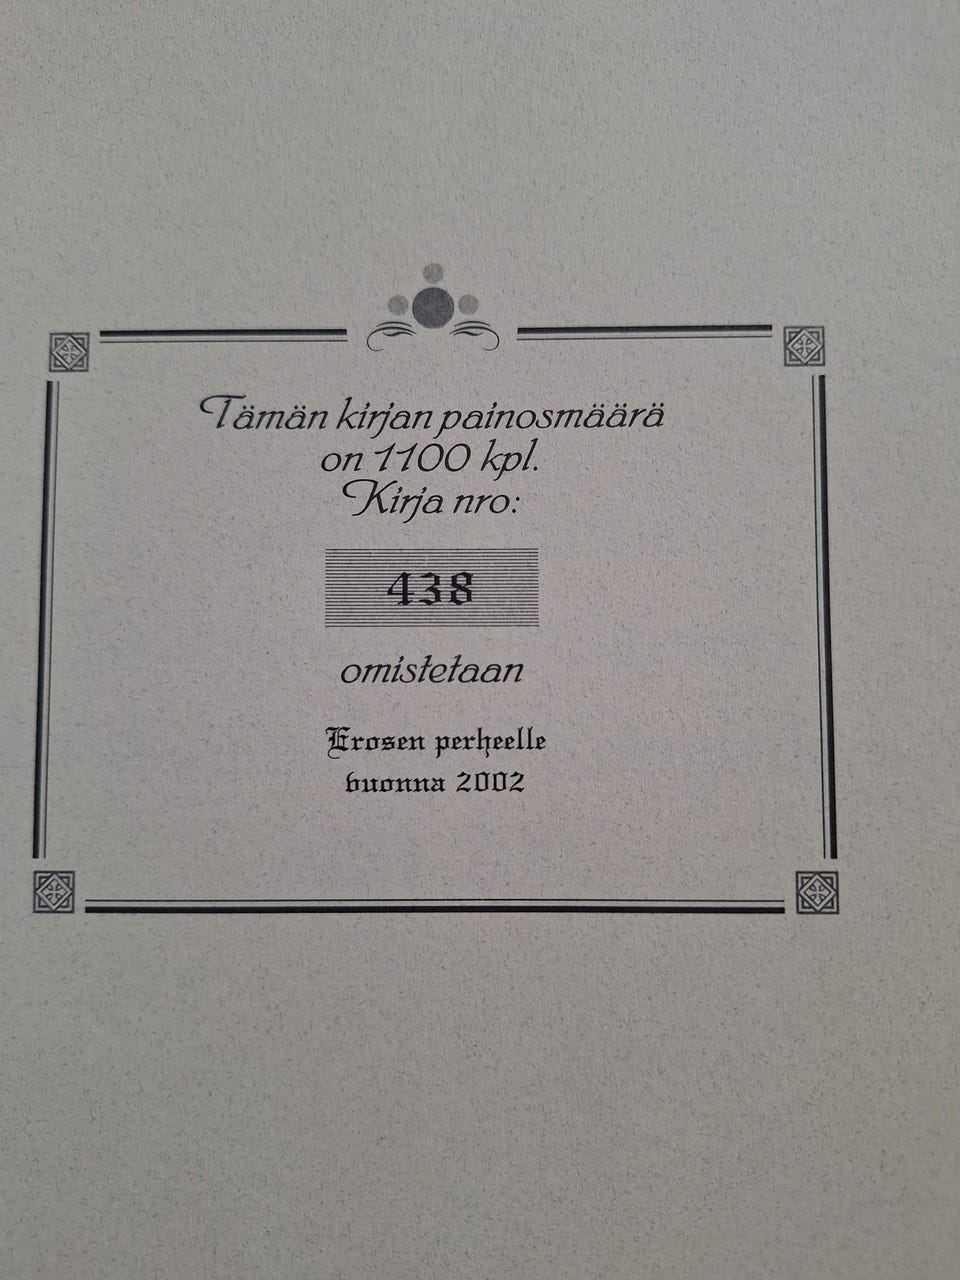 Tämän kirjan painosmäärä
on 1100 kpl.
Kirja nro:
438
omistetaan
Erosen perheelle
vuonna 2002